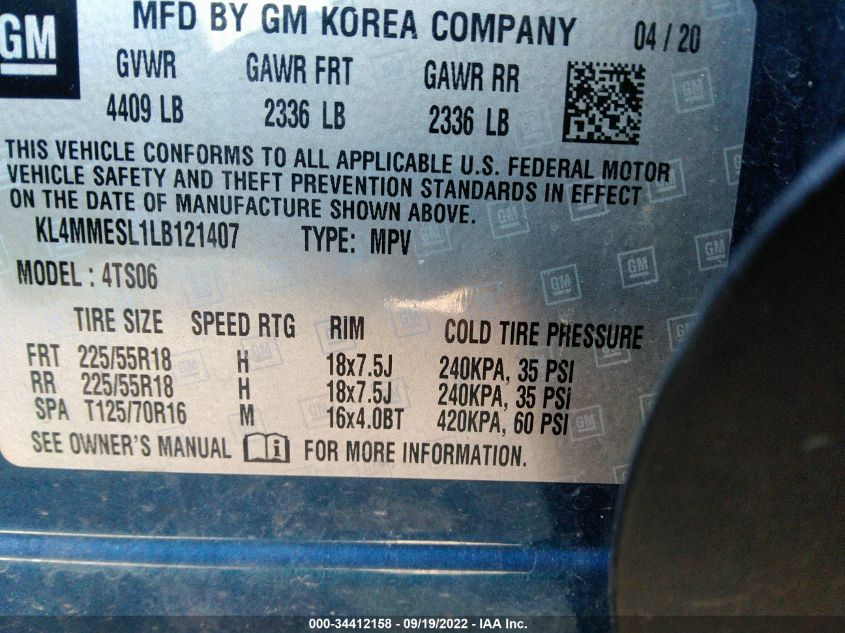 GM
MFD BY GM KOREA COMPANY 04 / 20
GVWR GAWR FRT GAWR RR
4409 LB 2336 LB 2336 LB
THIS VEHICLE CONFORMS TO ALL APPLICABLE U.S. FEDERAL MOTOR
VEHICLE SAFETY AND THEFT PREVENTION STANDARDS IN EFFECT
ON THE DATE OF MANUFACTURE SHOWN ABOVE.
KL4MMESL1LB121407 TYPE: MPV
MODEL : 4TS06
TIRE SIZE SPEED RTG RIM COLD TIRE PRESSURE
FRT 225/55R18 H 18x7.5J 240KPA, 35 PSI
RR 225/55R18 H 18x7.5J 240KPA, 35 PSI
SPA T125/70R16 M 16x4.0BT 420KPA, 60 PSI
SEE OWNER'S MANUAL FOR MORE INFORMATION.
000-34412158 - 09/19/2022 - IAA Inc.